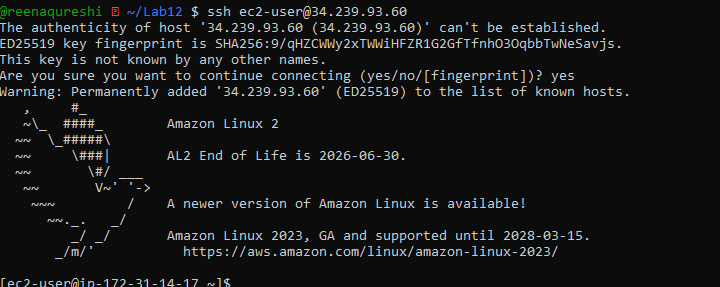 @reenaqureshi ~/Lab12 $ ssh ec2-user@34.239.93.60
The authenticity of host '34.239.93.60 (34.239.93.60)' can't be established.
ED25519 key fingerprint is SHA256:9/qHZCWWy2xTWWiHFZR1G2GfTfnhO3OqbbTwNeSavjs.
This key is not known by any other names.
Are you sure you want to continue connecting (yes/no/[fingerprint])? yes
Warning: Permanently added '34.239.93.60' (ED25519) to the list of known hosts.
   ,     #_
   ~\_  ####_        Amazon Linux 2
  ~~  \_#####\
  ~~     \###|       AL2 End of Life is 2026-06-30.
  ~~       \#/ ___
   ~~       V~' '->
    ~~~         /    A newer version of Amazon Linux is available!
      ~~._.   _/
         _/ _/       Amazon Linux 2023, GA and supported until 2028-03-15.
       _/m/'           https://aws.amazon.com/linux/amazon-linux-2023/
[ec2-user@ip-172-31-14-17 ~]$